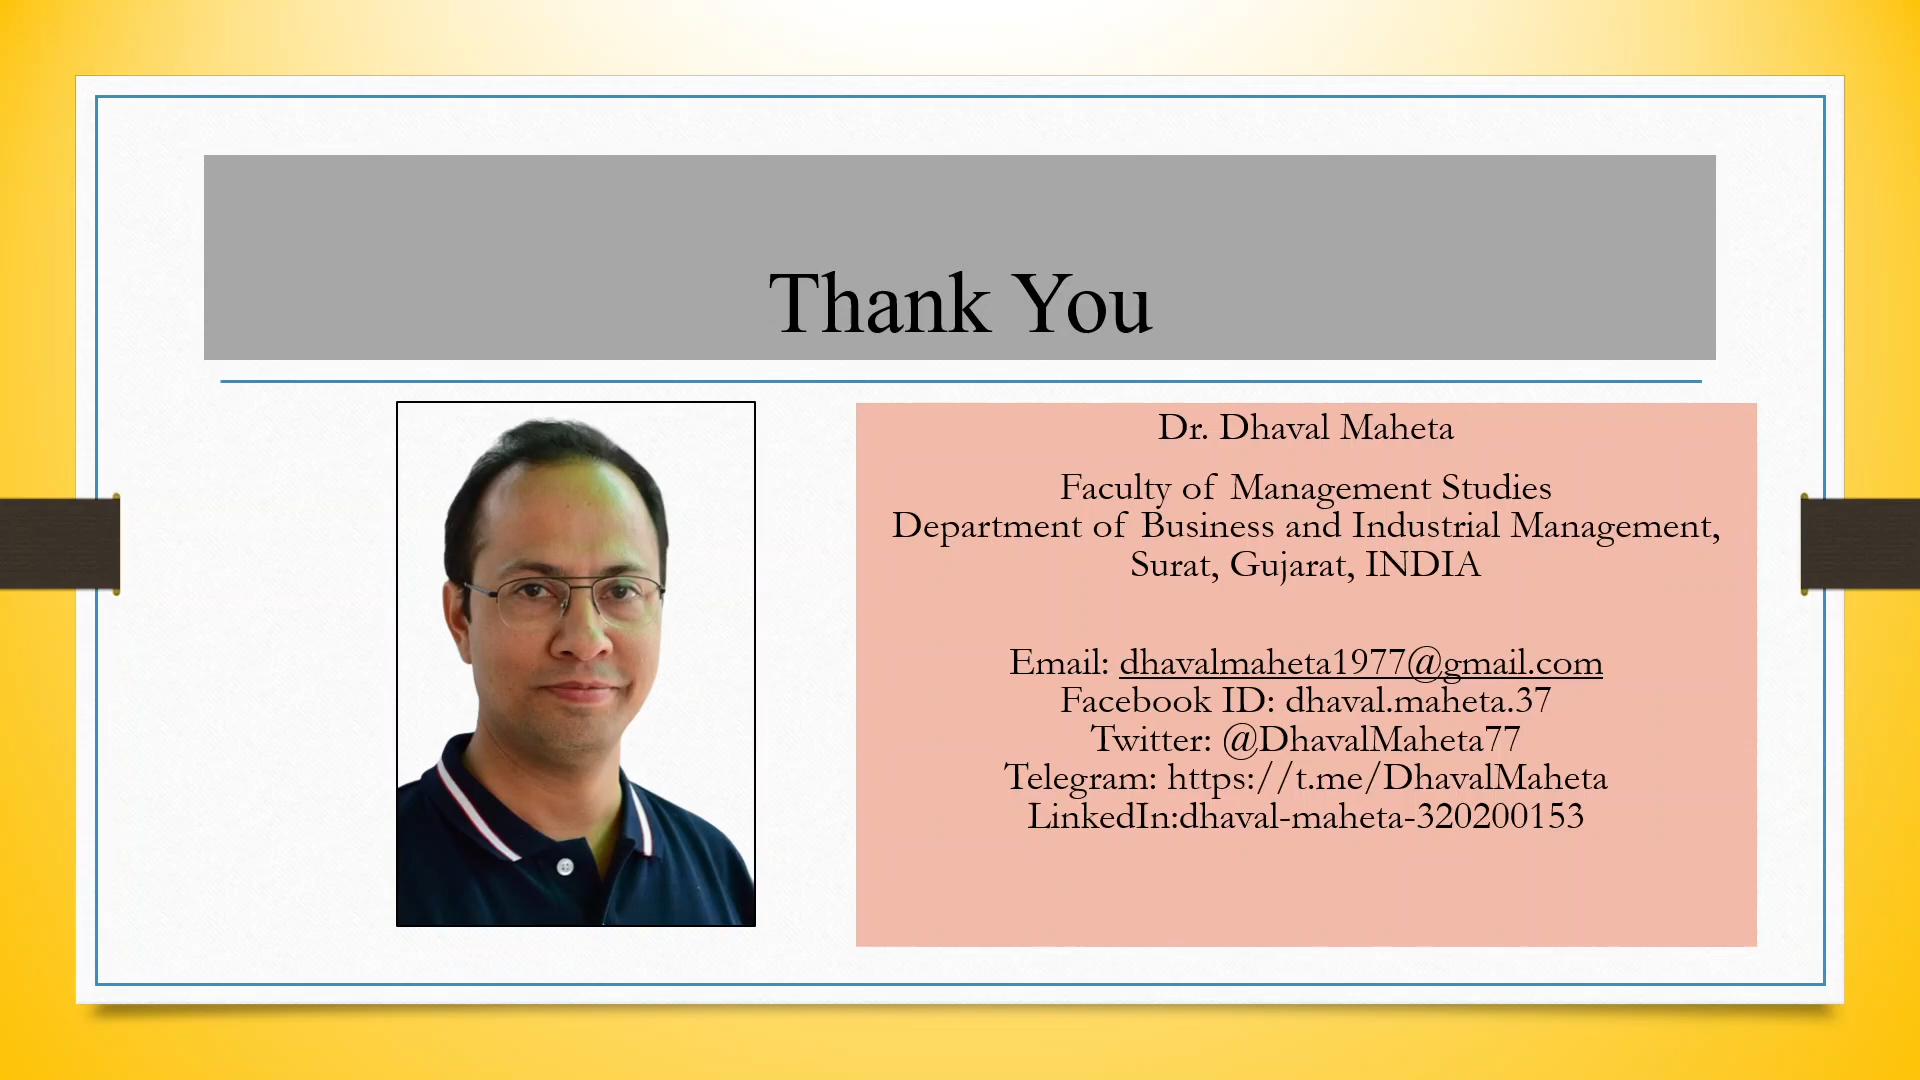 Thank You
Dr. Dhaval Maheta
Faculty of Management Studies
Department of Business and Industrial Management,
Surat, Gujarat, INDIA
Email: dhavalmaheta1977@gmail.com
Facebook ID: dhaval.maheta.37
Twitter: @DhavalMaheta77
Telegram: https://t.me/DhavalMaheta
LinkedIn:dhaval-maheta-320200153